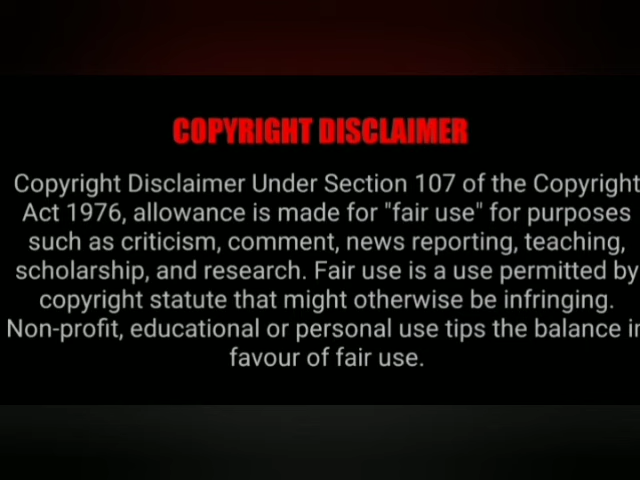 COPYRIGHT DISCLAIMER
Copyright Disclaimer Under Section 107 of the Copyright
Act 1976, allowance is made for "fair use" for purposes
such as criticism, comment, news reporting, teaching,
scholarship, and research. Fair use is a use permitted by
copyright statute that might otherwise be infringing.
Non-profit, educational or personal use tips the balance in
favour of fair use.